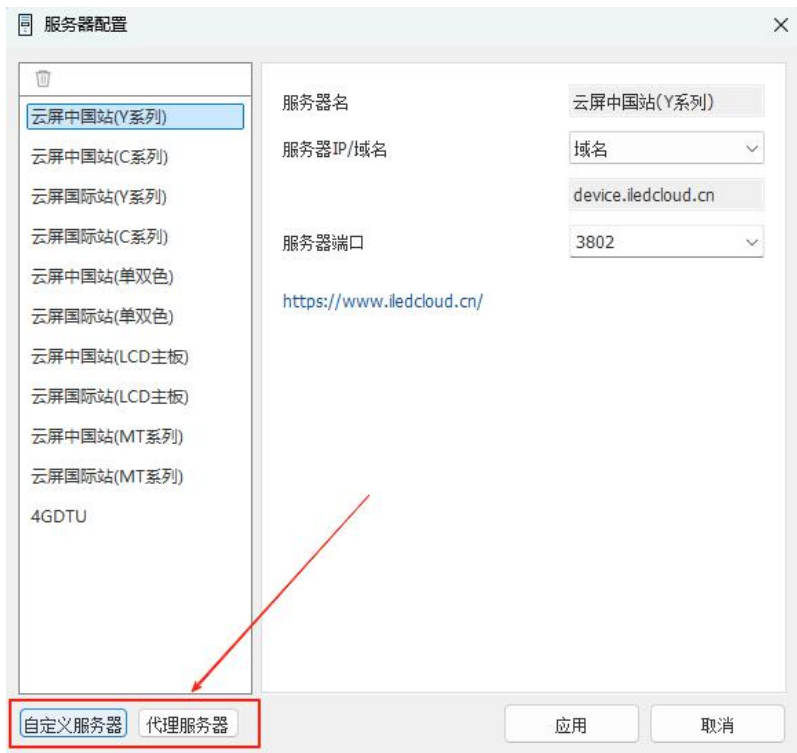 服务器配置
云屏中国站(Y系列)
云屏中国站(C系列)
云屏国际站(Y系列)
云屏国际站(C系列)
云屏中国站(单双色)
云屏国际站(单双色)
云屏中国站(LCD主板)
云屏国际站(LCD主板)
云屏中国站(MT系列)
云屏国际站(MT系列)
4GDTU
服务器名 云屏中国站(Y系列)
服务器IP/域名 域名
device.iledcloud.cn
服务器端口 3802
https://www.iledcloud.cn/
自定义服务器 代理服务器 应用 取消